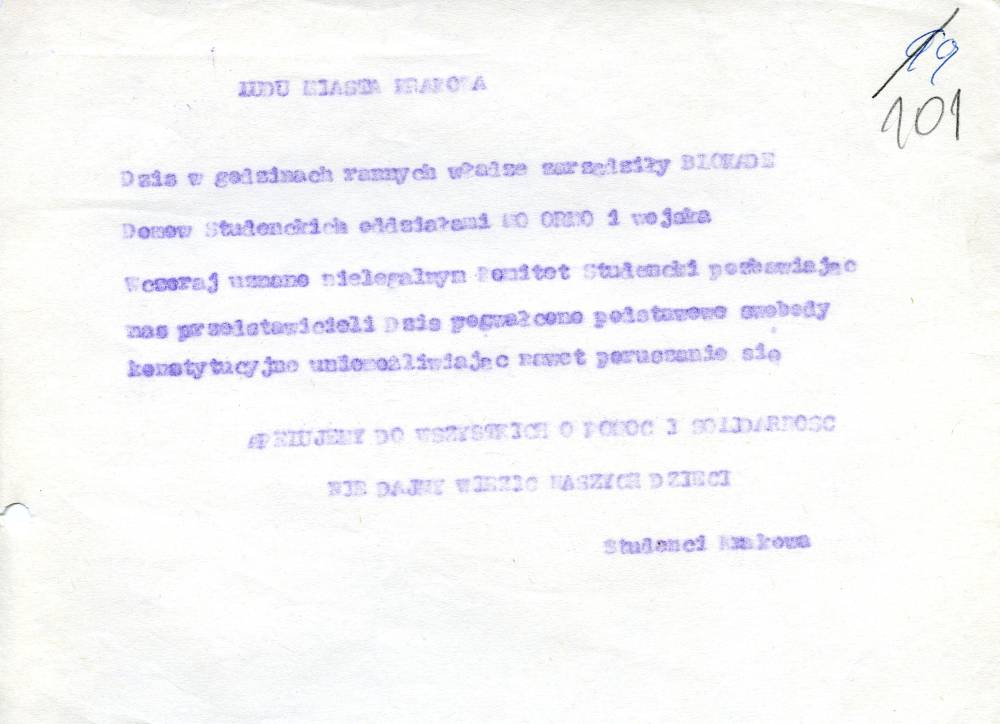 19
101
LUDU MIASTA KRAKOWA
Dzis w godzinach rannych władze zarządziły BLOKADE
Domow Studenckich oddziałami MO ORMO i wojska
Wczoraj uznano nielegalnym Komitet Studencki pozbawiając
nas przedstawicieli Dzis pogwałcono podstawowe swobody
konstytucyjne uniemożliwiając nawet poruszanie się
APELUJEMY DO WSZYSTKICH O POMOC I SOLIDARNOSC
NIE DAJMY WIEZIC NASZYCH DZIECI
Studenci Krakowa